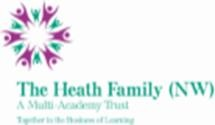 The Heath Family (NW)
A Multi-Academy Trust
Together in the Business of Learning